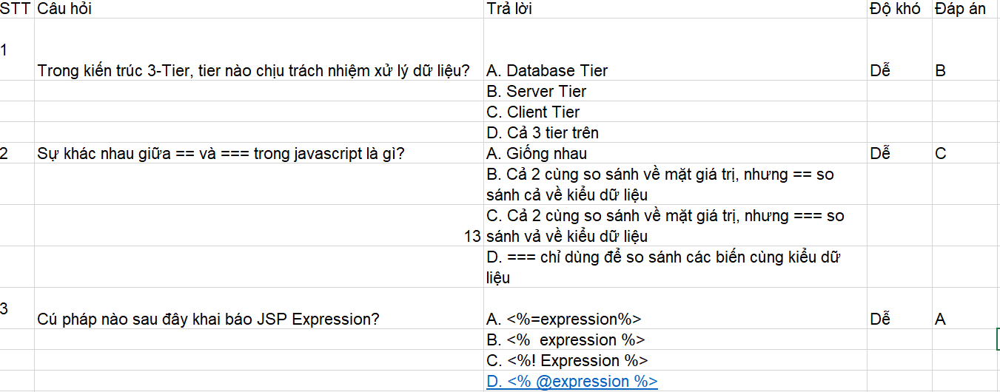 STT Câu hỏi Trả lời Độ khó Đáp án
1
Trong kiến trúc 3-Tier, tier nào chịu trách nhiệm xử lý dữ liệu? A. Database Tier Dễ B
B. Server Tier
C. Client Tier
D. Cả 3 tier trên
2 Sự khác nhau giữa == và === trong javascript là gì? A. Giống nhau Dễ C
B. Cả 2 cùng so sánh về mặt giá trị, nhưng == so
sánh cả về kiểu dữ liệu
C. Cả 2 cùng so sánh về mặt giá trị, nhưng === so
13 sánh vả về kiểu dữ liệu
D. === chỉ dùng để so sánh các biến cùng kiểu dữ
liệu
3
Cú pháp nào sau đây khai báo JSP Expression? A. <%=expression%> Dễ A
B. <%  expression %>
C. <%! Expression %>
D. <% @expression %>